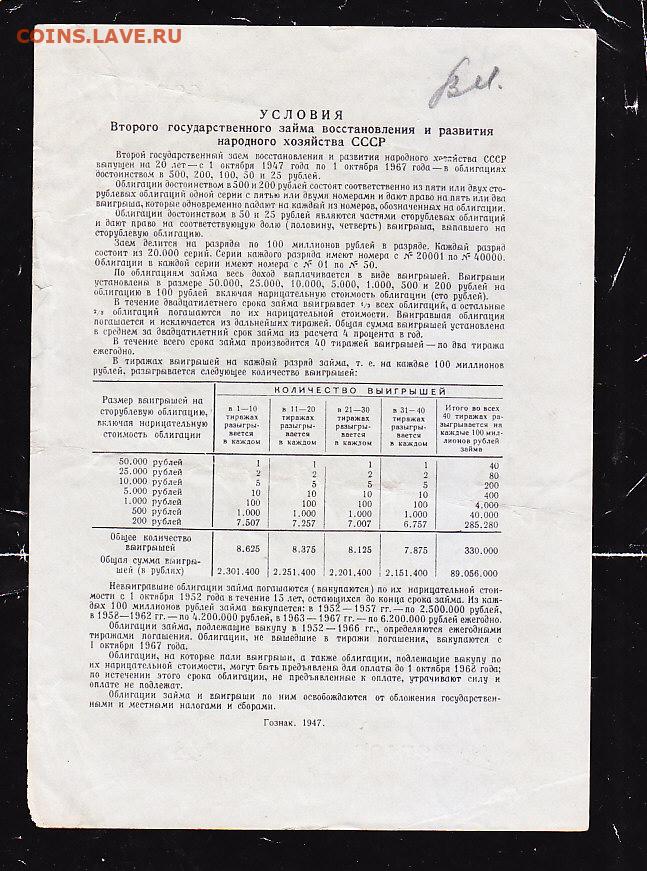 COINS.LAVE.RU
УСЛОВИЯ
Второго государственного займа восстановления и развития
народного хозяйства СССР
Второй государственный заем восстановления и развития народного хозяйства СССР
выпущен на 20 лет—с 1 октября 1947 года по 1 октября 1967 года—в облигациях
достоинством в 500, 200, 100, 50 и 25 рублей.
Облигации достоинством в 500 и 200 рублей состоят соответственно из пяти или двух сто-
рублевых облигаций одной серии с пятью или двумя номерами и дают право на пять или два
выигрыша, которые одновременно падают на каждый из номеров, обозначенных на облигации.
Облигации достоинством в 50 и 25 рублей являются частями сторублевых облигаций
и дают право на соответствующую долю (половину, четверть) выигрыша, выпавшего на
сторублевую облигацию.
Заем делится на разряды по 100 миллионов рублей в разряде. Каждый разряд
состоит из 20.000 серий. Серии каждого разряда имеют номера с № 20001 по № 40000.
Облигации в каждой серии имеют номера с № 01 по № 50.
По облигациям займа весь доход выплачивается в виде выигрышей. Выигрыши
установлены в размере 50.000, 25.000, 10.000, 5.000, 1.000, 500 и 200 рублей на
облигацию в 100 рублей включая нарицательную стоимость облигации (сто рублей).
В течение двадцатилетнего срока займа выигрывает 1/3 всех облигаций, а остальные
2/3 облигаций погашаются по их нарицательной стоимости. Выигравшая облигация
погашается и исключается из дальнейших тиражей. Общая сумма выигрышей установлена
в среднем за двадцатилетний срок займа из расчета 4 процента в год.
В течение всего срока займа производится 40 тиражей выигрышей—по два тиража
ежегодно.
В тиражах выигрышей на каждый разряд займа, т. е. на каждые 100 миллионов
рублей, разыгрывается следующее количество выигрышей:
Размер выигрышей на
сторублевую облигацию,
включая нарицательную
стоимость облигации
КОЛИЧЕСТВО ВЫИГРЫШЕЙ
в 1—10 тиражах разыгры- вается в каждом
в 11—20 тиражах разыгры- вается в каждом
в 21—30 тиражах разыгры- вается в каждом
в 31—40 тиражах разыгры- вается в каждом
Итого во всех 40 тиражах ра- зыгрывается на каждые 100 мил- лионов рублей займа
50.000 рублей 1 1 1 1 40
25.000 рублей 2 2 2 2 80
10.000 рублей 5 5 5 5 200
5.000 рублей 10 10 10 10 400
1.000 рублей 100 100 100 100 4.000
500 рублей 1.000 1.000 1.000 1.000 40.000
200 рублей 7.507 7.257 7.007 6.757 285.280
Общее количество
выигрышей 8.625 8.375 8.125 7.875 330.000
Общая сумма выигры-
шей (в рублях) 2.301.400 2.251.400 2.201.400 2.151.400 89.056.000
Невыигравшие облигации займа погашаются (выкупаются) по их нарицательной стои-
мости с 1 октября 1952 года в течение 15 лет, остающихся до конца срока займа. Из каж-
дых 100 миллионов рублей займа выкупается: в 1952—1957 гг.—по 2.500.000 рублей,
в 1958—1962 гг.—по 4.200.000 рублей, в 1963—1967 гг.—по 6.200.000 рублей ежегодно.
Облигации займа, подлежащие выкупу в 1952—1966 гг., определяются ежегодными
тиражами погашения. Облигации, не вышедшие в тиражи погашения, выкупаются с
1 октября 1967 года.
Облигации, на которые пали выигрыши, а также облигации, подлежащие выкупу по
их нарицательной стоимости, могут быть предъявлены для оплаты до 1 октября 1968 года;
по истечении этого срока облигации, не предъявленные к оплате, утрачивают силу и
оплате не подлежат.
Облигации займа и выигрыши по ним освобождаются от обложения государствен-
ными и местными налогами и сборами.
Гознак. 1947.